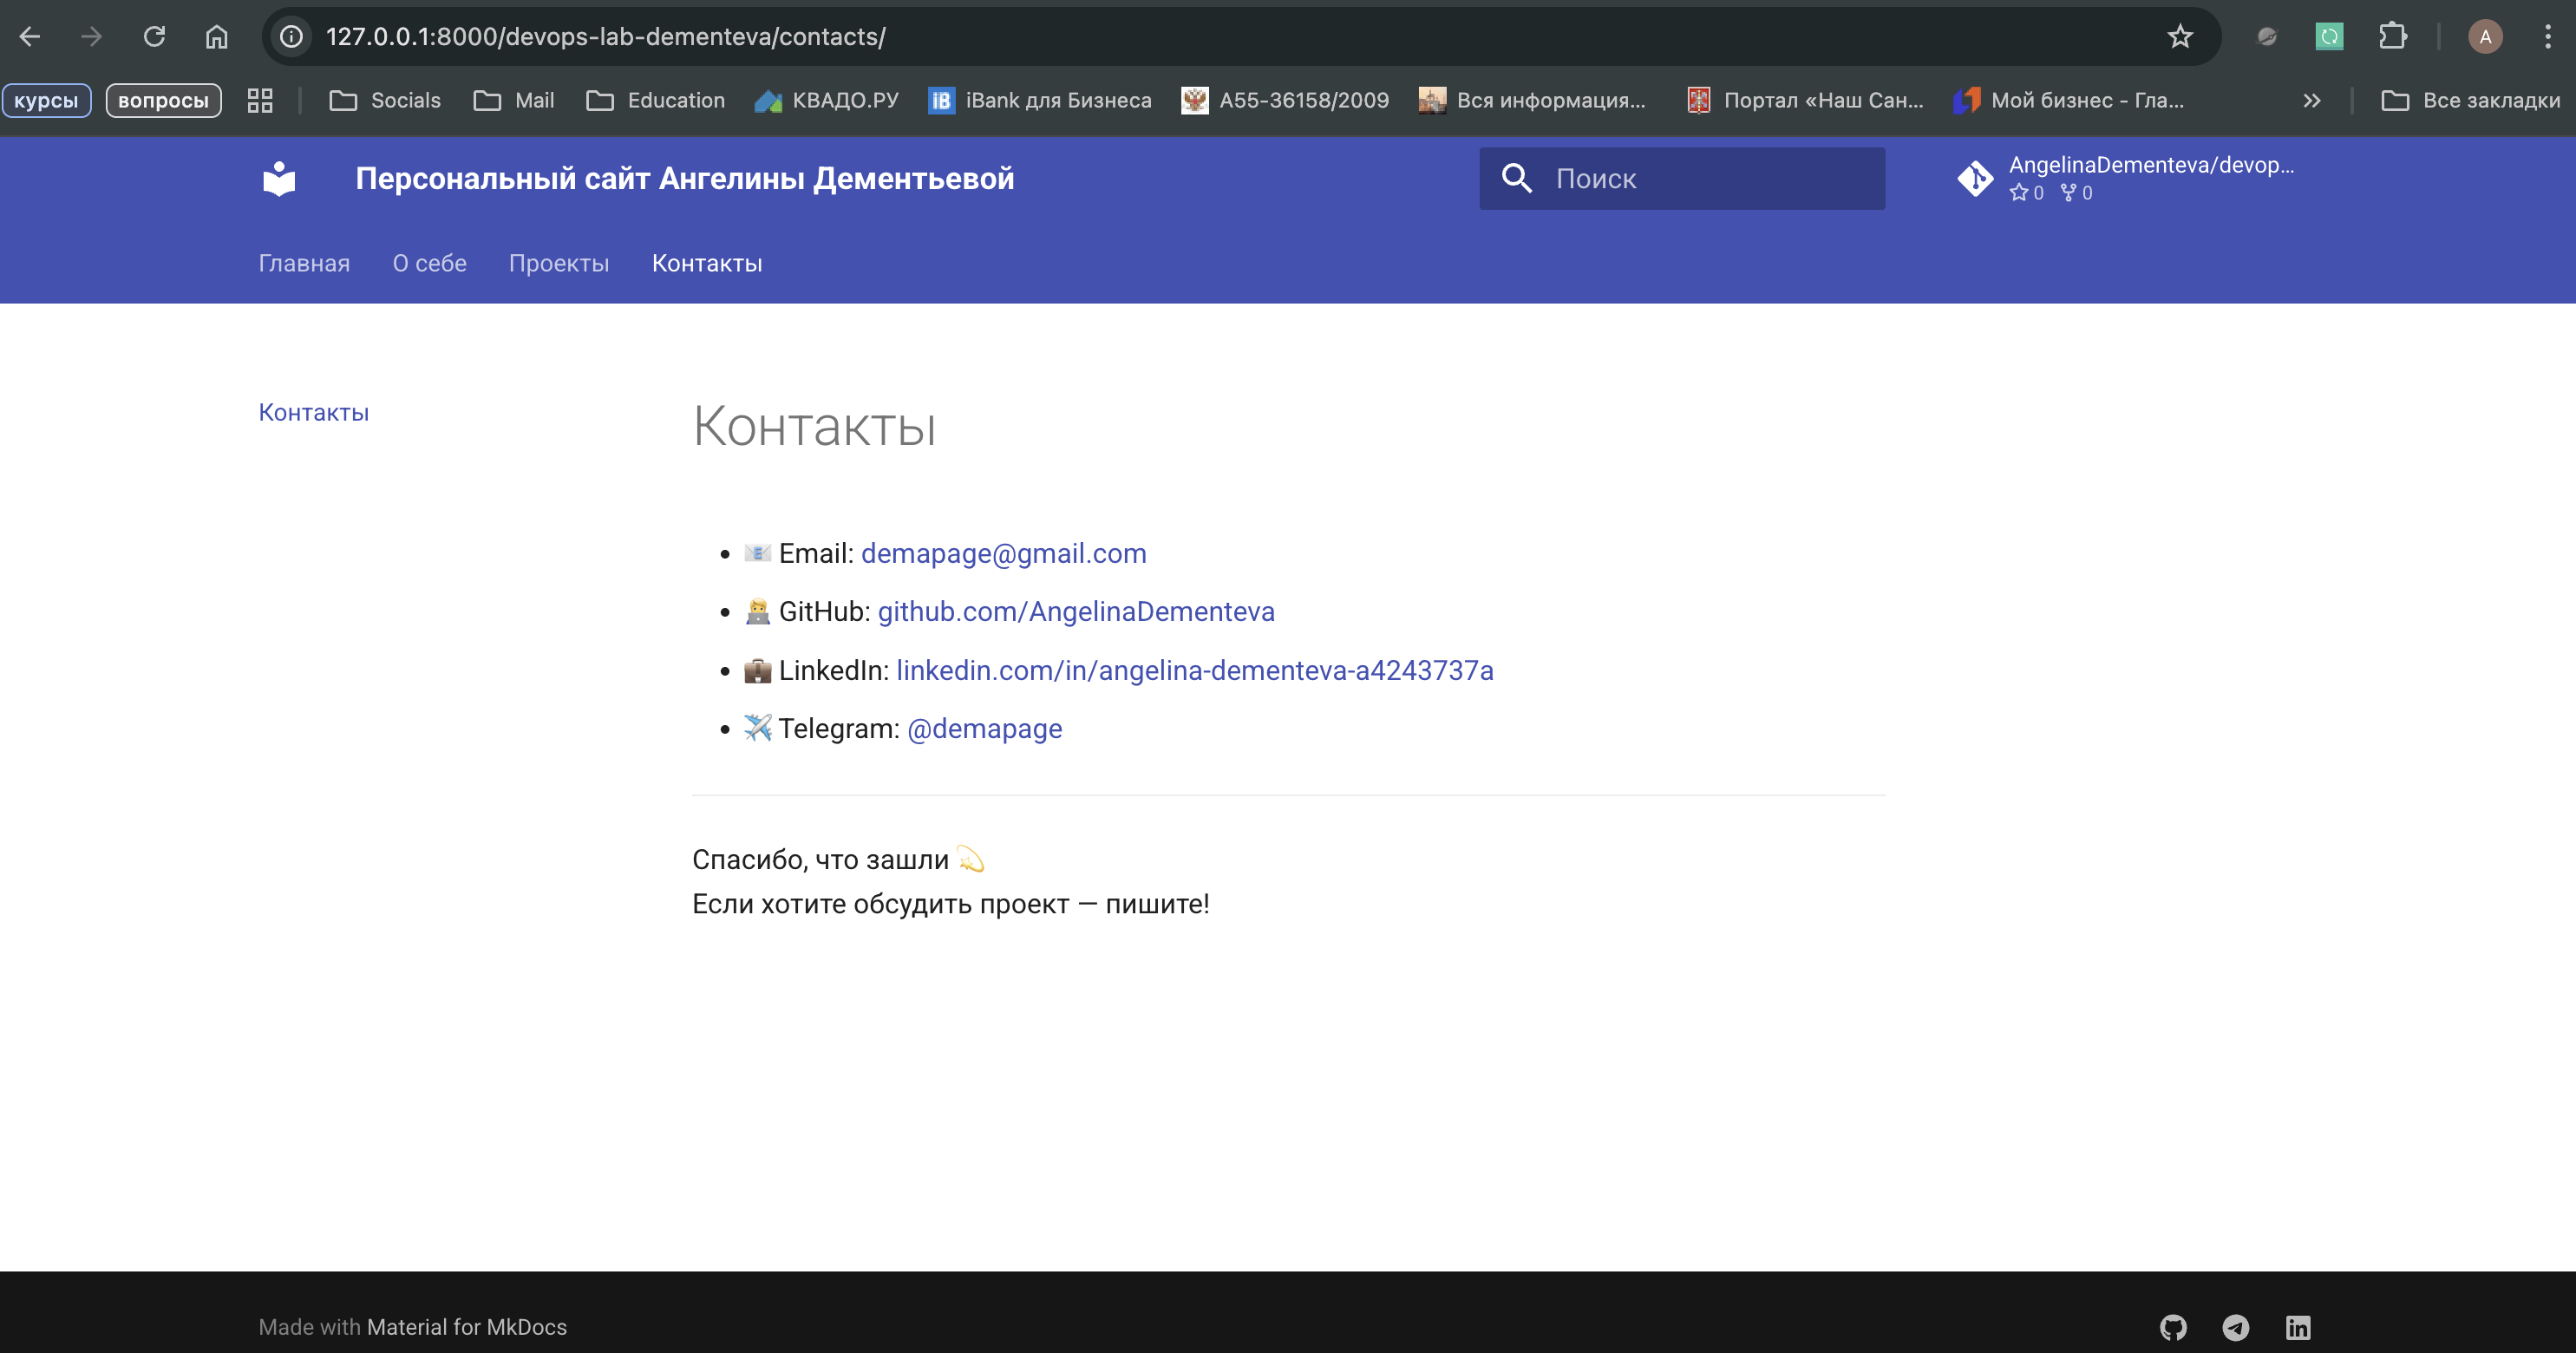 127.0.0.1:8000/devops-lab-dementeva/contacts/
A
курсы вопросы Socials Mail Education КВАДО.РУ iBank для Бизнеса А55-36158/2009 Вся информация... Портал «Наш Сан... Мой бизнес - Гла... Все закладки
Персональный сайт Ангелины Дементьевой
Поиск
AngelinaDementeva/devop...
0 0
Главная О себе Проекты Контакты
Контакты
Контакты
Email: demapage@gmail.com
GitHub: github.com/AngelinaDementeva
LinkedIn: linkedin.com/in/angelina-dementeva-a4243737a
Telegram: @demapage
Спасибо, что зашли
Если хотите обсудить проект — пишите!
Made with Material for MkDocs